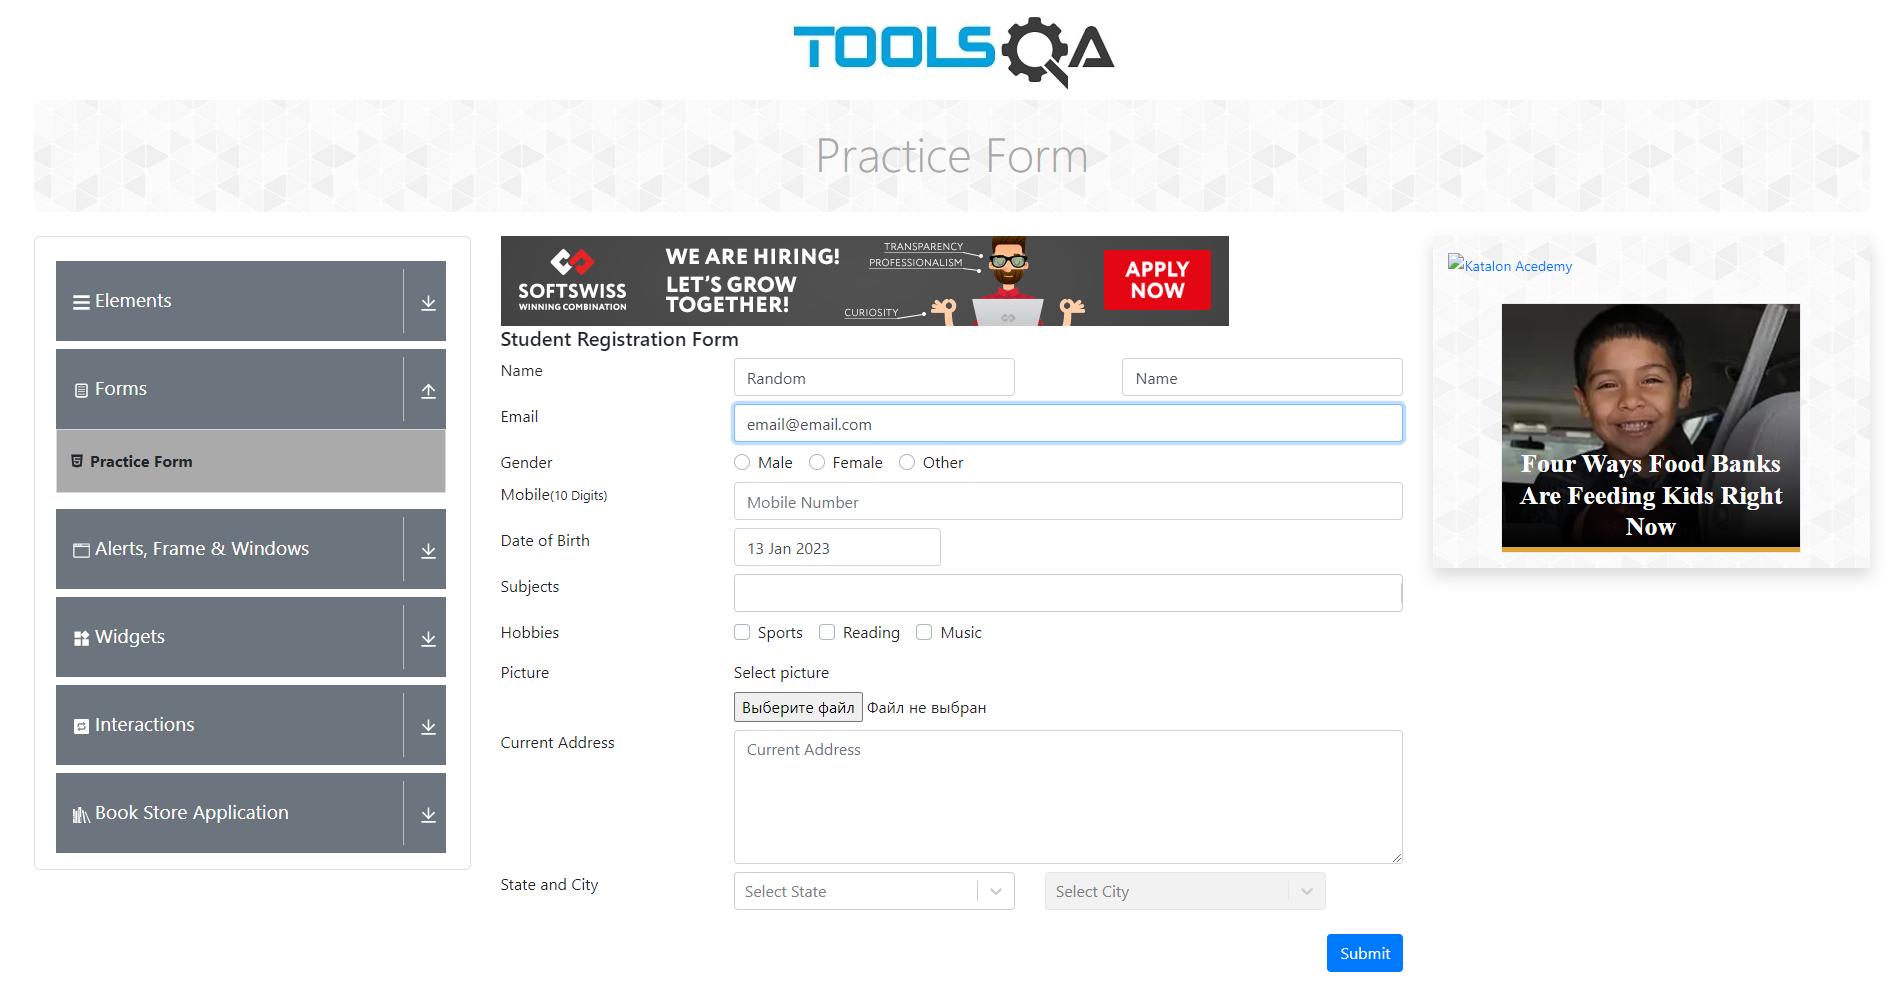 TOOLSQA
Practice Form
Elements
Forms
Practice Form
Alerts, Frame & Windows
Widgets
Interactions
Book Store Application
SOFTSWISS
WINNING COMBINATION
WE ARE HIRING!
LET'S GROW
TOGETHER!
TRANSPARENCY
PROFESSIONALISM
CURIOSITY
APPLY
NOW
Student Registration Form
Name
Random
Name
Email
email@email.com
Gender
Male
Female
Other
Mobile(10 Digits)
Mobile Number
Date of Birth
13 Jan 2023
Subjects
Hobbies
Sports
Reading
Music
Picture
Select picture
Выберите файл
Файл не выбран
Current Address
Current Address
State and City
Select State
Select City
Submit
Katalon Acedemy
Four Ways Food Banks
Are Feeding Kids Right
Now